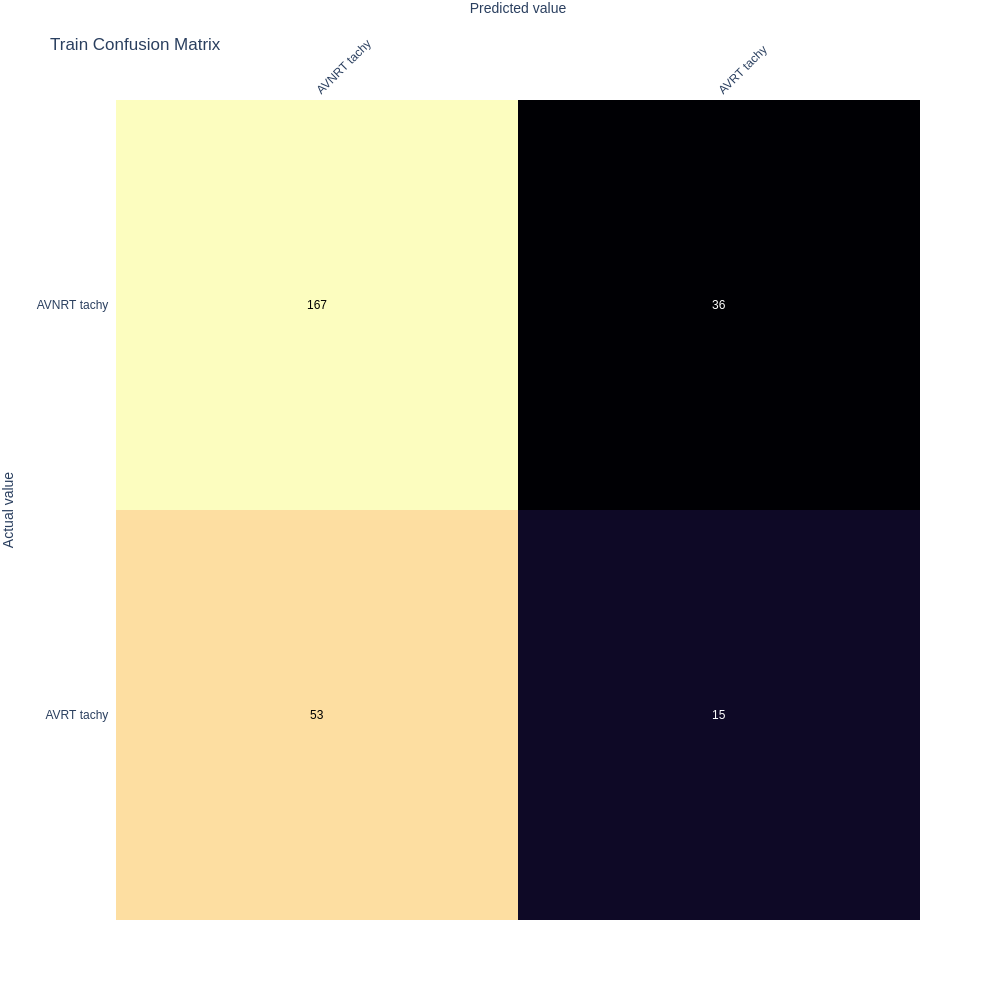 Predicted value
Train Confusion Matrix
AVNRT tachy
AVRT tachy
AVNRT tachy
167
36
Actual value
AVRT tachy
53
15